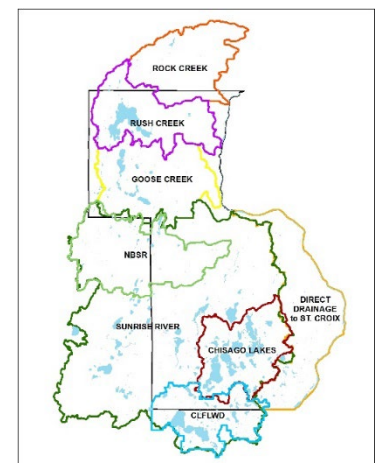 ROCK CREEK
RUSH CREEK
GOOSE CREEK
NBSR
DIRECT
DRAINAGE
to ST. CROIX
SUNRISE RIVER
CHISAGO LAKES
CLFLWD